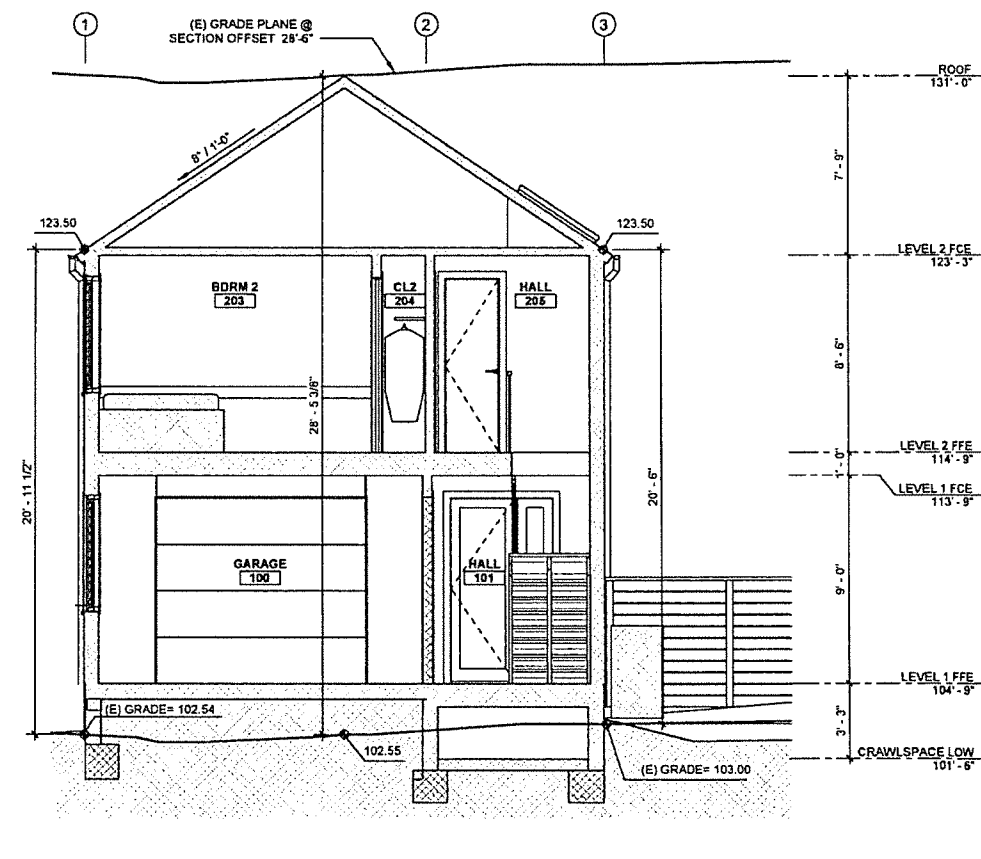 1
(E) GRADE PLANE @
SECTION OFFSET 28'-6"
2
3
ROOF
131' - 0"
8" / 1'-0"
7' - 9"
123.50
123.50
LEVEL 2 FCE
123' - 3"
BDRM 2
203
CL2
204
HALL
205
8' - 6"
28' - 5 3/8"
LEVEL 2 FFE
114' - 9"
1' - 0"
LEVEL 1 FCE
113' - 9"
20' - 11 1/2"
20' - 6"
GARAGE
100
HALL
101
9' - 0"
LEVEL 1 FFE
104' - 9"
(E) GRADE= 102.54
3' - 3"
102.55
CRAWLSPACE LOW
101' - 6"
(E) GRADE= 103.00